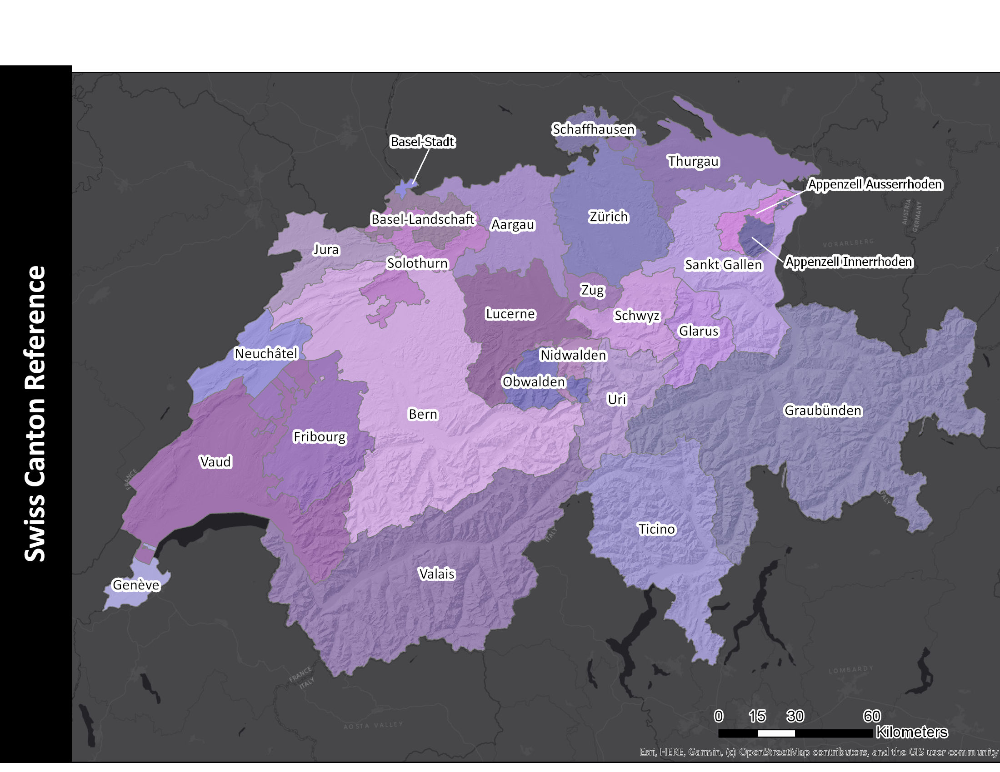 Swiss Canton Reference
Schaffhausen
Basel-Stadt
Thurgau
Appenzell Ausserrhoden
AUSTRIA
GERMANY
Zürich
Basel-Landschaft
Aargau
VORARLBERG
Jura
Solothurn
Sankt Gallen
Appenzell Innerrhoden
Zug
Lucerne
Schwyz
Glarus
Neuchâtel
Nidwalden
Obwalden
Uri
Graubünden
Bern
Fribourg
Vaud
FRANCE
ITALY
Ticino
ITALY
Valais
Genève
FRANCE
ITALY
LOMBARDY
AOSTA VALLEY
0 15 30 60
Kilometers
Esri, HERE, Garmin, (c) OpenStreetMap contributors, and the GIS user community